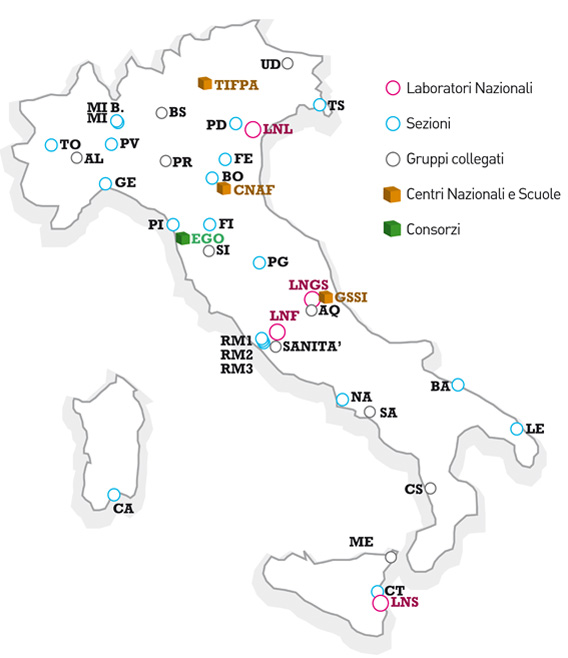 UD
TIFPA
Laboratori Nazionali
MI B.
MI
BS
TS
PD
LNL
Sezioni
TO
PV
AL
PR
FE
Gruppi collegati
BO
GE
CNAF
Centri Nazionali e Scuole
PI
FI
EGO
Consorzi
SI
PG
LNGS
GSSI
AQ
LNF
RM1
SANITA'
RM2
RM3
BA
NA
SA
LE
CS
CA
ME
CT
LNS